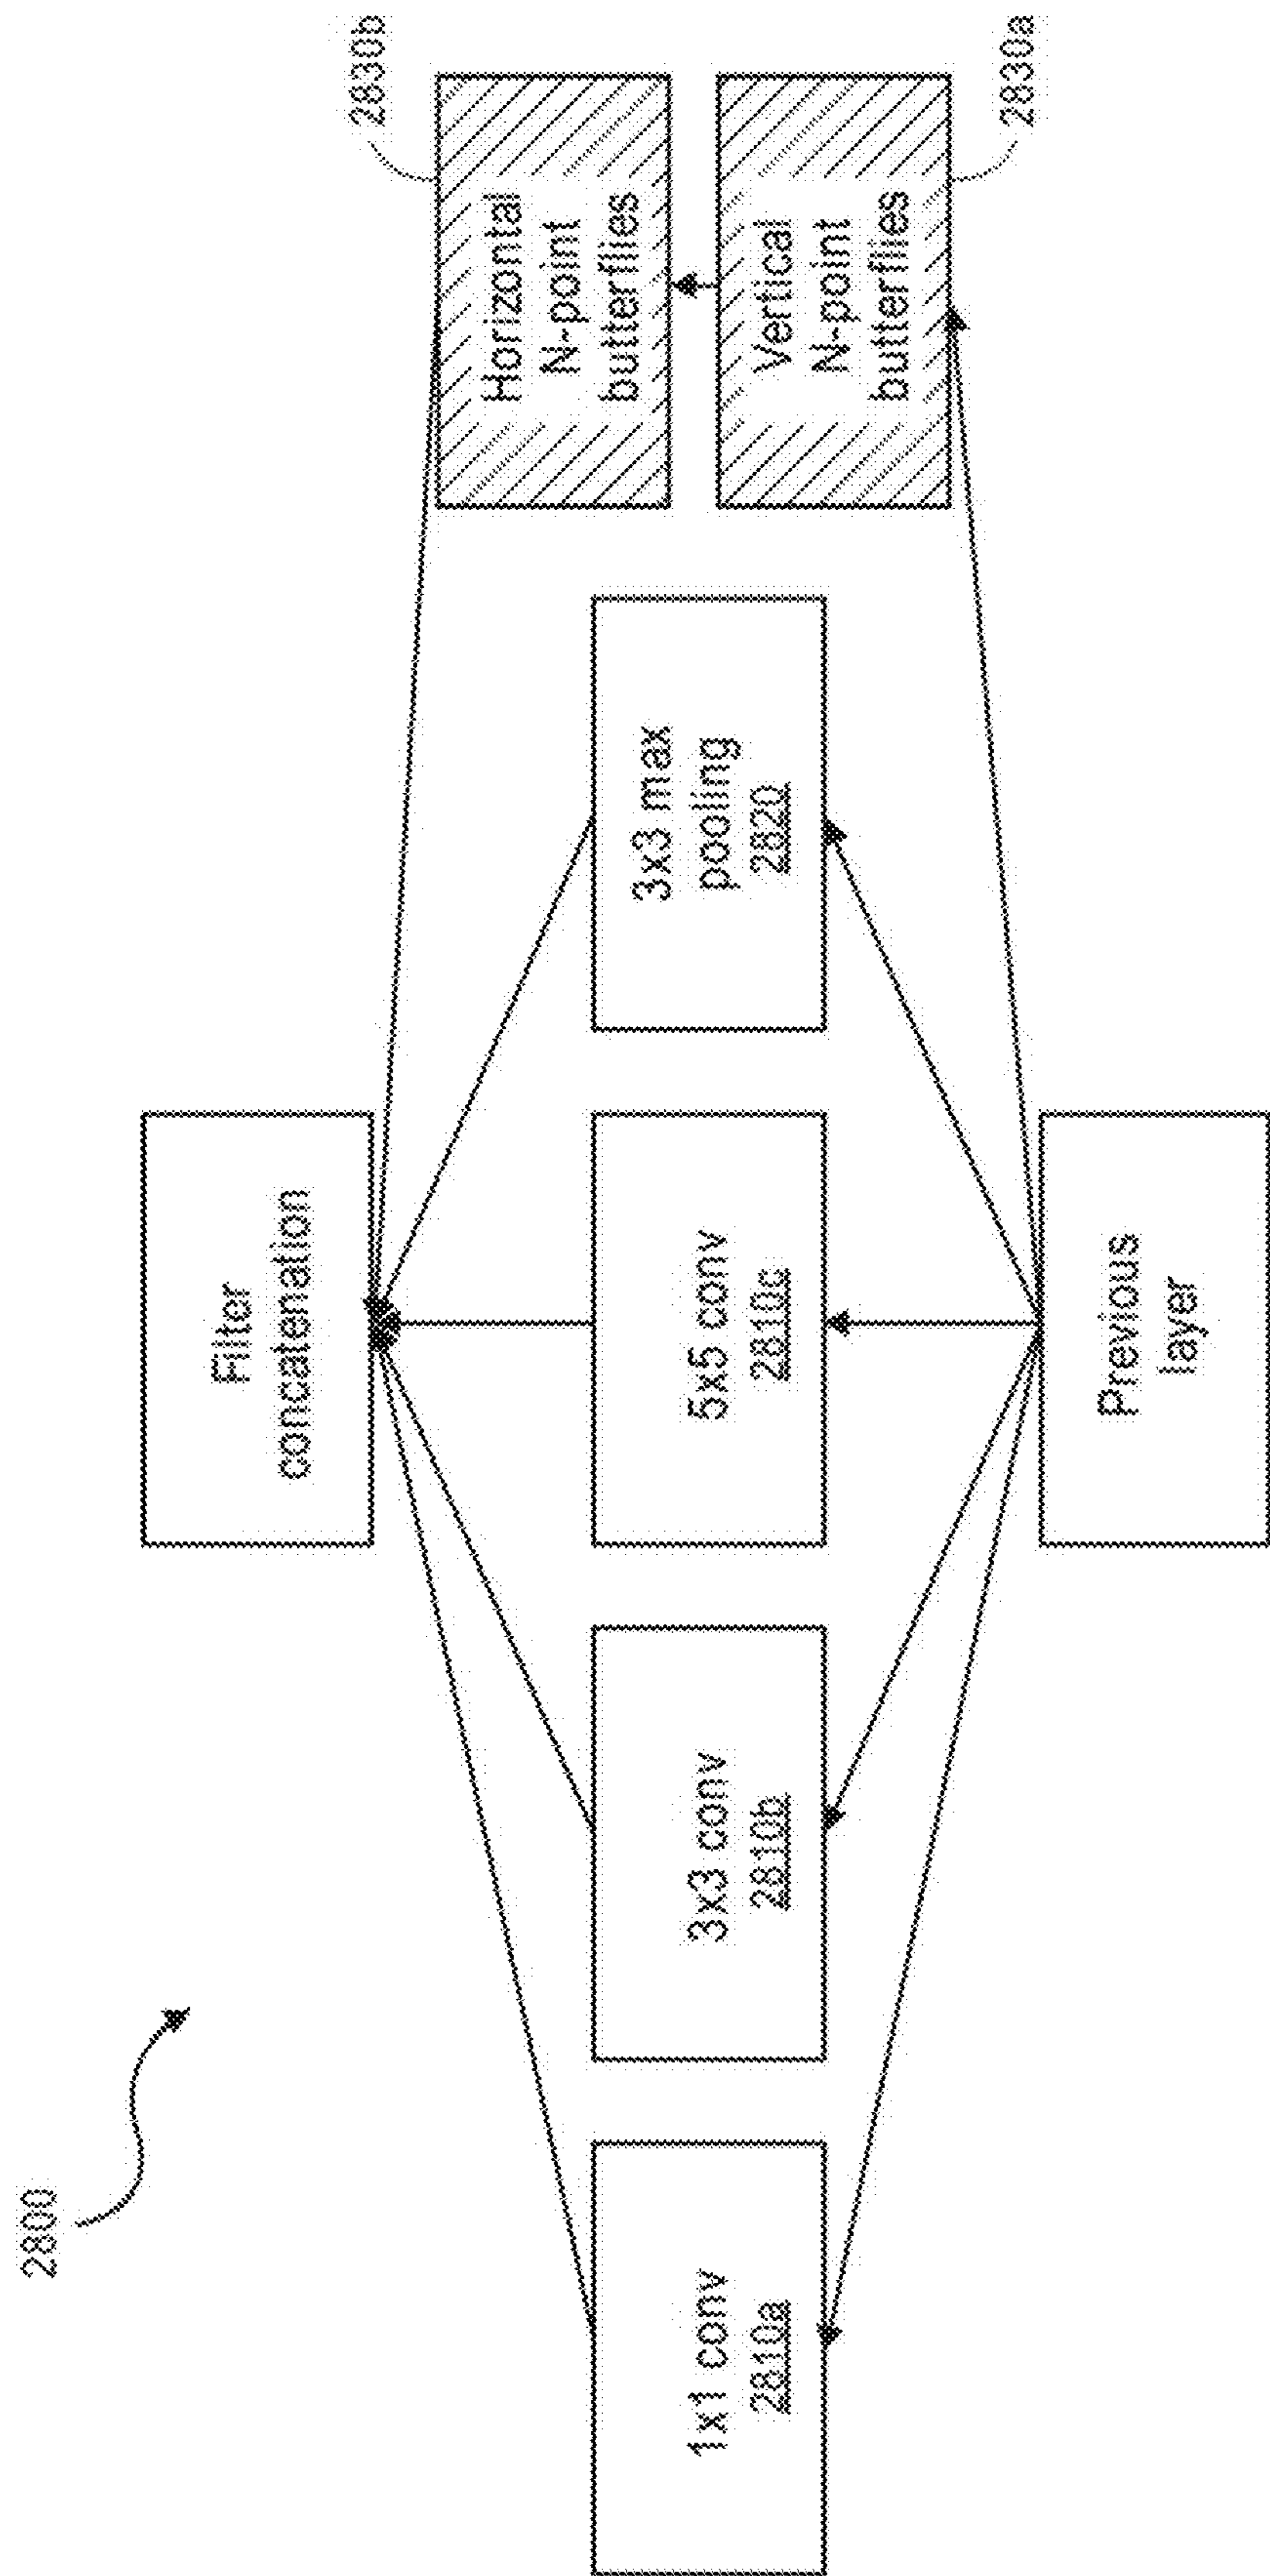 2800
Filter
concatenation
2830b
Horizontal
N-point
butterflies
1x1 conv
2810a
3x3 conv
2810b
5x5 conv
2810c
3x3 max
pooling
2820
Vertical
N-point
butterflies
2830a
Previous
layer